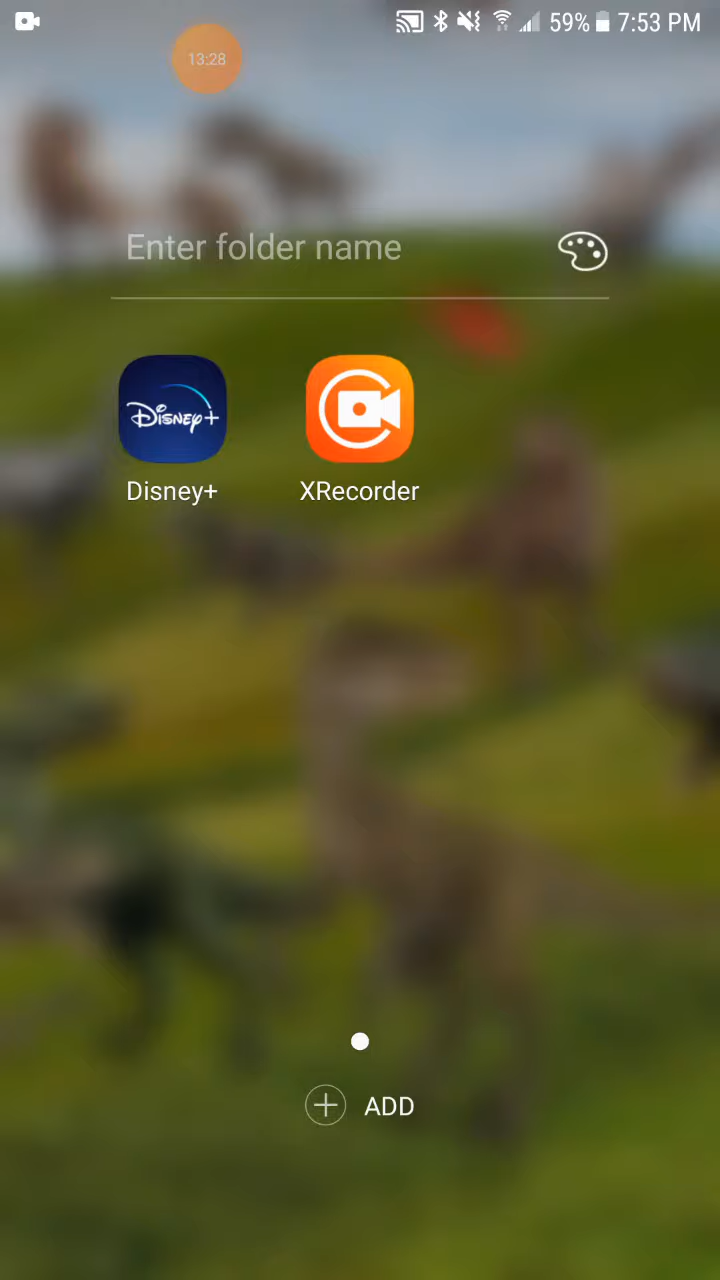 59% 7:53 PM
13:28
Enter folder name
Disney+
Disney+ XRecorder
ADD